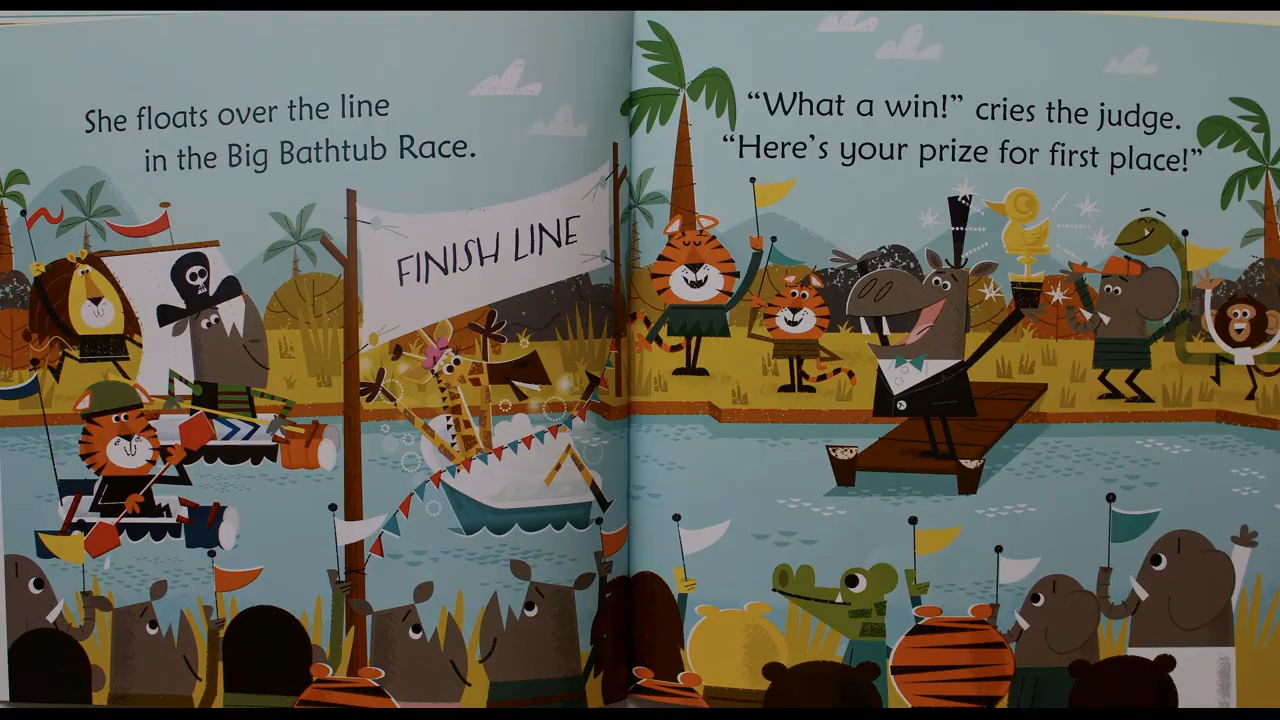 She floats over the line
in the Big Bathtub Race.
FINISH LINE
“What a win!” cries the judge.
“Here’s your prize for first place!”